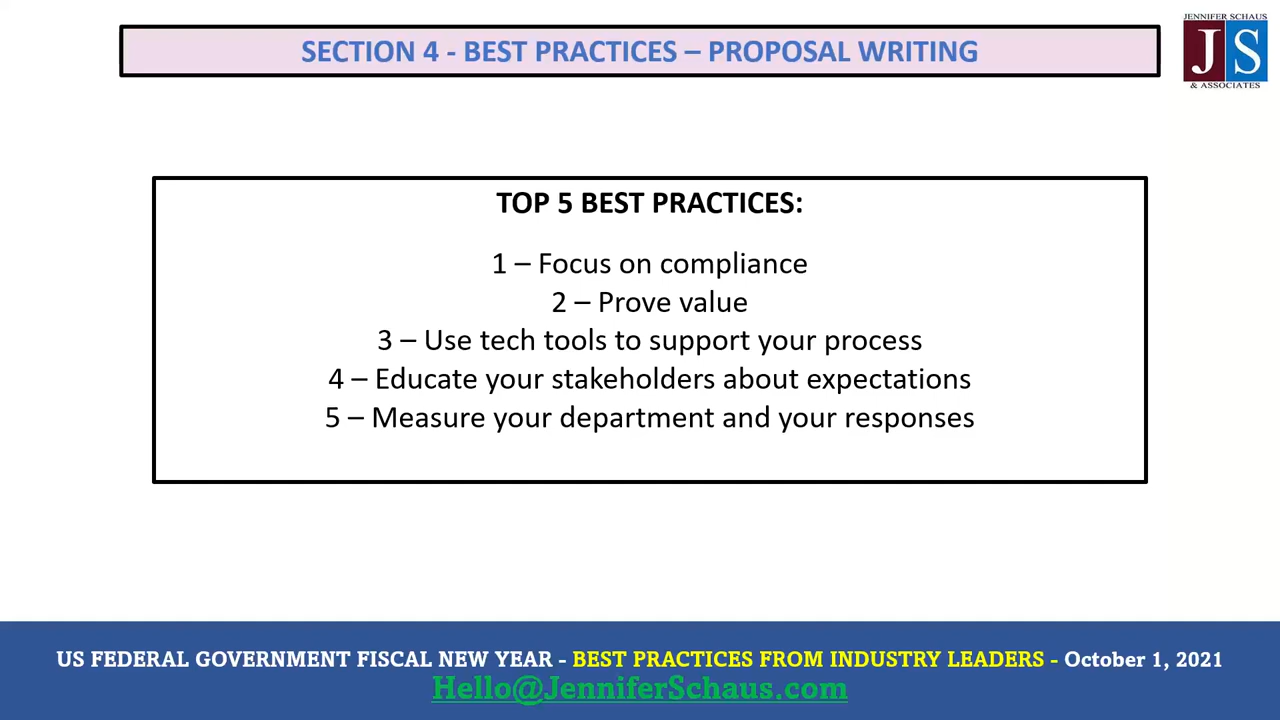 SECTION 4 - BEST PRACTICES – PROPOSAL WRITING
JENNIFER SCHAUS
JS
& ASSOCIATES
TOP 5 BEST PRACTICES:
1 – Focus on compliance
2 – Prove value
3 – Use tech tools to support your process
4 – Educate your stakeholders about expectations
5 – Measure your department and your responses
US FEDERAL GOVERNMENT FISCAL NEW YEAR - BEST PRACTICES FROM INDUSTRY LEADERS - October 1, 2021
Hello@JenniferSchaus.com